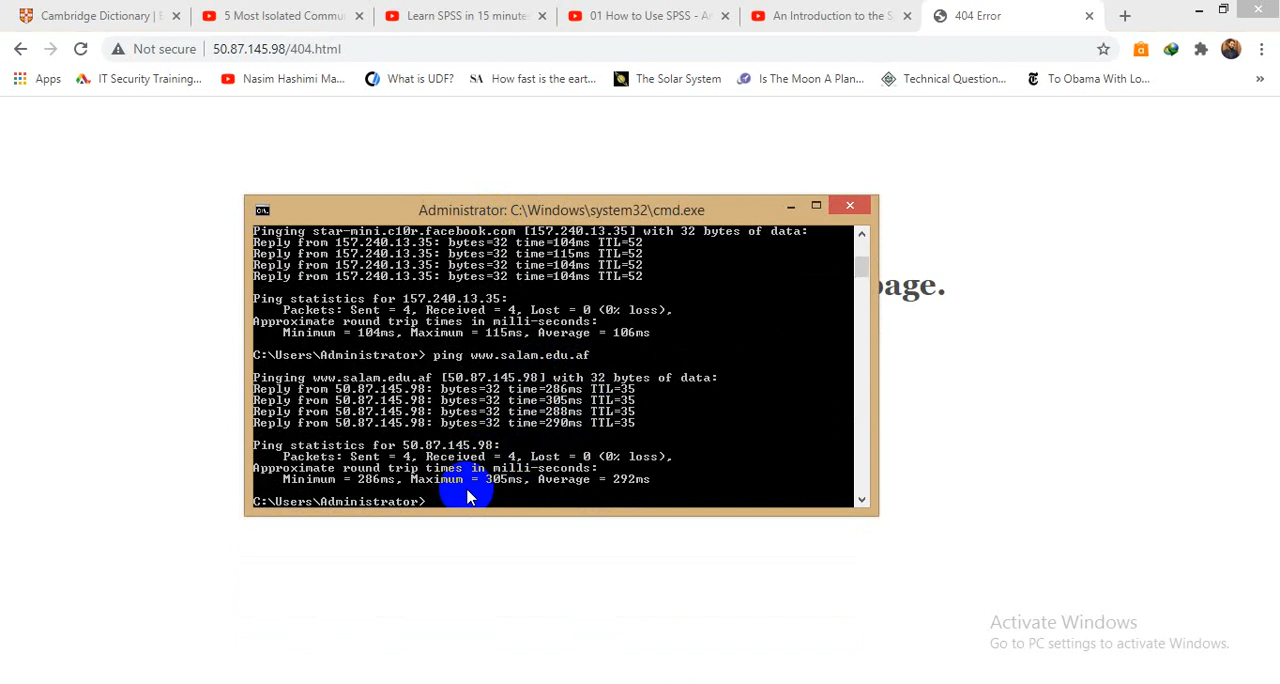 Cambridge Dictionary | E
5 Most Isolated Commu
Learn SPSS in 15 minute
01 How to Use SPSS - An
An Introduction to the S
404 Error
Not secure
50.87.145.98/404.html
Apps
IT Security Training...
Nasim Hashimi Ma...
What is UDF?
SA
How fast is the eart...
The Solar System
Is The Moon A Plan...
Technical Question...
To Obama With Lo...
»
page.
Administrator: C:\Windows\system32\cmd.exe
Pinging star-mini.c10r.facebook.com [157.240.13.35] with 32 bytes of data:
Reply from 157.240.13.35: bytes=32 time=104ms TTL=52
Reply from 157.240.13.35: bytes=32 time=115ms TTL=52
Reply from 157.240.13.35: bytes=32 time=104ms TTL=52
Reply from 157.240.13.35: bytes=32 time=104ms TTL=52
Ping statistics for 157.240.13.35:
Packets: Sent = 4, Received = 4, Lost = 0 (0% loss),
Approximate round trip times in milli-seconds:
Minimum = 104ms, Maximum = 115ms, Average = 106ms
C:\Users\Administrator> ping www.salam.edu.af
Pinging www.salam.edu.af [50.87.145.98] with 32 bytes of data:
Reply from 50.87.145.98: bytes=32 time=286ms TTL=35
Reply from 50.87.145.98: bytes=32 time=305ms TTL=35
Reply from 50.87.145.98: bytes=32 time=288ms TTL=35
Reply from 50.87.145.98: bytes=32 time=290ms TTL=35
Ping statistics for 50.87.145.98:
Packets: Sent = 4, Received = 4, Lost = 0 (0% loss),
Approximate round trip times in milli-seconds:
Minimum = 286ms, Maximum = 305ms, Average = 292ms
C:\Users\Administrator>
Activate Windows
Go to PC settings to activate Windows.